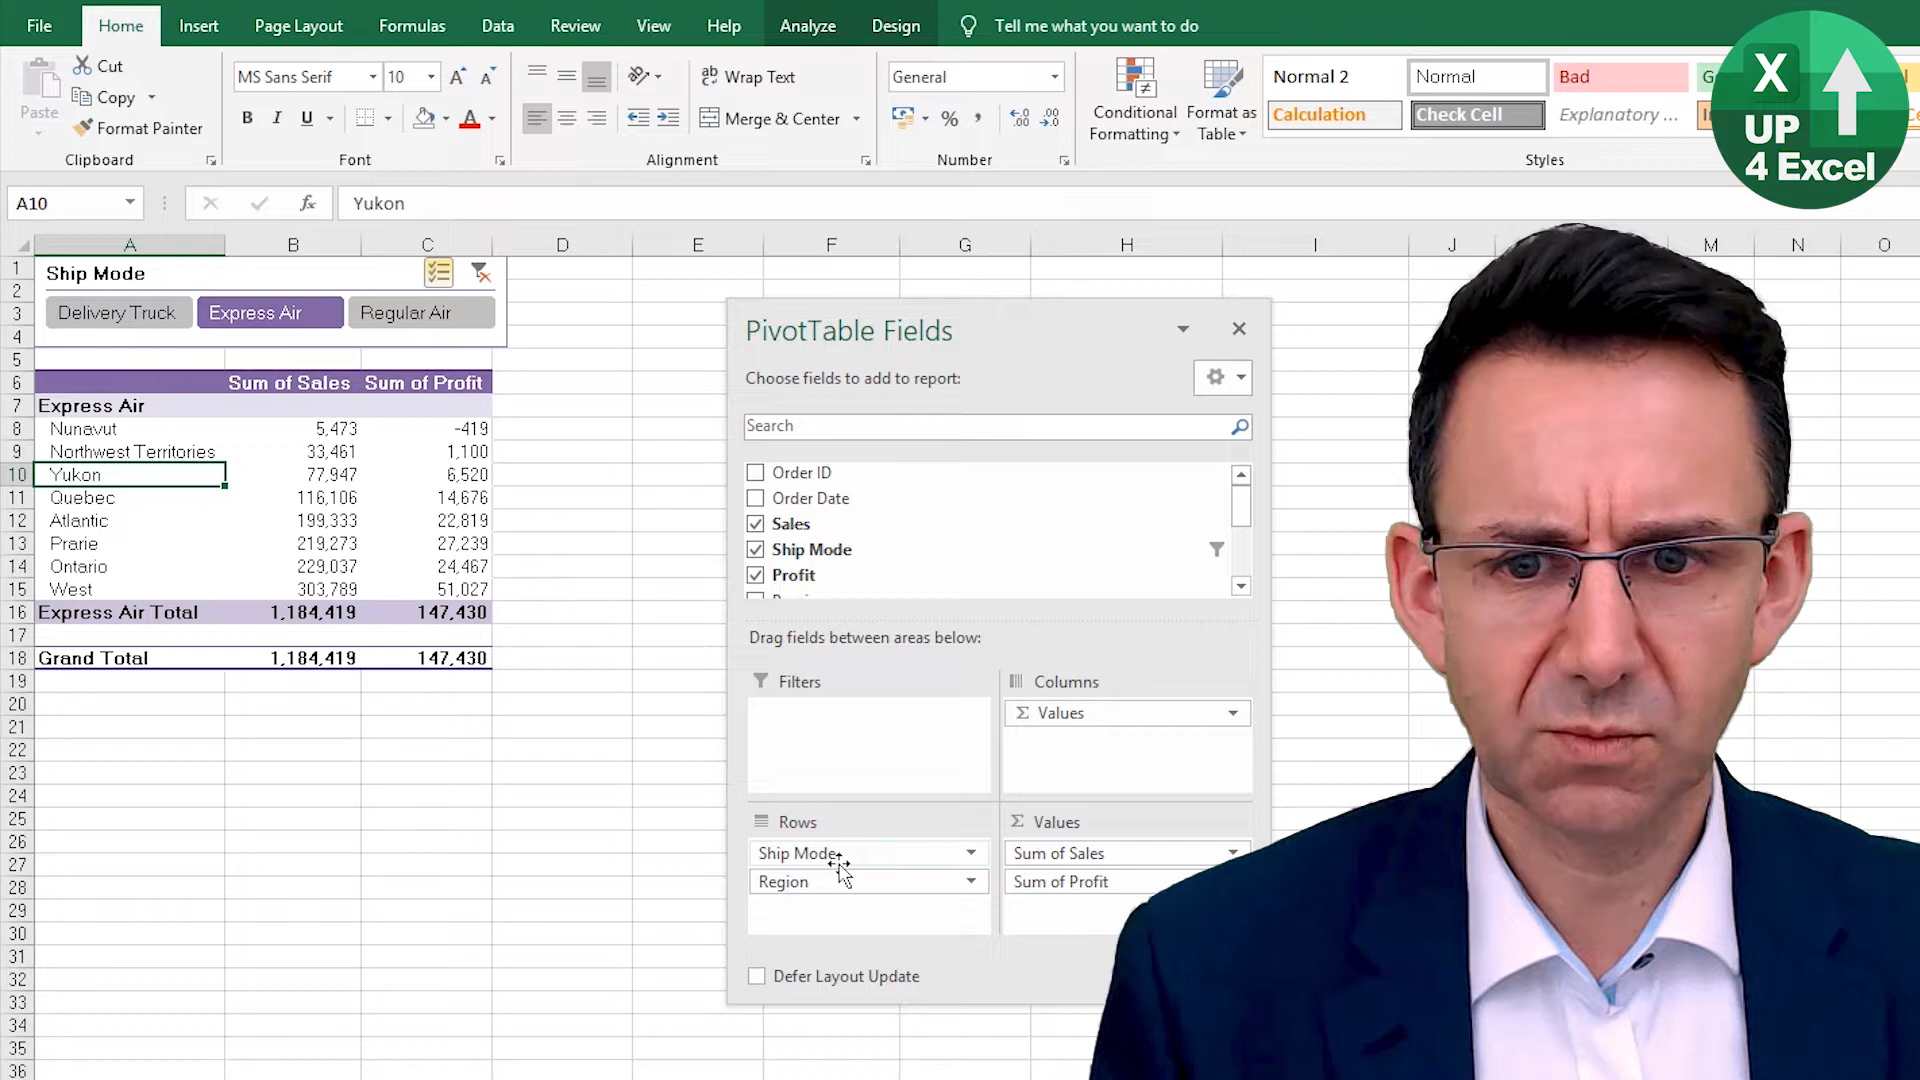 File Home Insert Page Layout Formulas Data Review View Help Analyze Design Tell me what you want to do
Paste
Cut
Copy
Format Painter
Clipboard
MS Sans Serif 10
B I U
Font
Wrap Text
Merge & Center
Alignment
General
%
Number
Conditional
Formatting
Format as
Table
Normal 2 Normal Bad
Calculation Check Cell Explanatory ...
Styles
X
UP
4 Excel
A10 fx Yukon
A B C D E F G H I J M N O
Ship Mode
Delivery Truck Express Air Regular Air
1
2
3
4
5
6 Sum of Sales Sum of Profit
7 Express Air
8 Nunavut 5,473 -419
9 Northwest Territories 33,461 1,100
10 Yukon 77,947 6,520
11 Quebec 116,106 14,676
12 Atlantic 199,333 22,819
13 Prarie 219,273 27,239
14 Ontario 229,037 24,467
15 West 303,789 51,027
16 Express Air Total 1,184,419 147,430
17
18 Grand Total 1,184,419 147,430
19
20
21
22
23
24
25
26
27
28
29
30
31
32
33
34
35
36
PivotTable Fields
Choose fields to add to report:
Search
Order ID
Order Date
Sales
Ship Mode
Profit
Drag fields between areas below:
Filters
Columns
Σ Values
Rows
Ship Mode
Region
Σ Values
Sum of Sales
Sum of Profit
Defer Layout Update